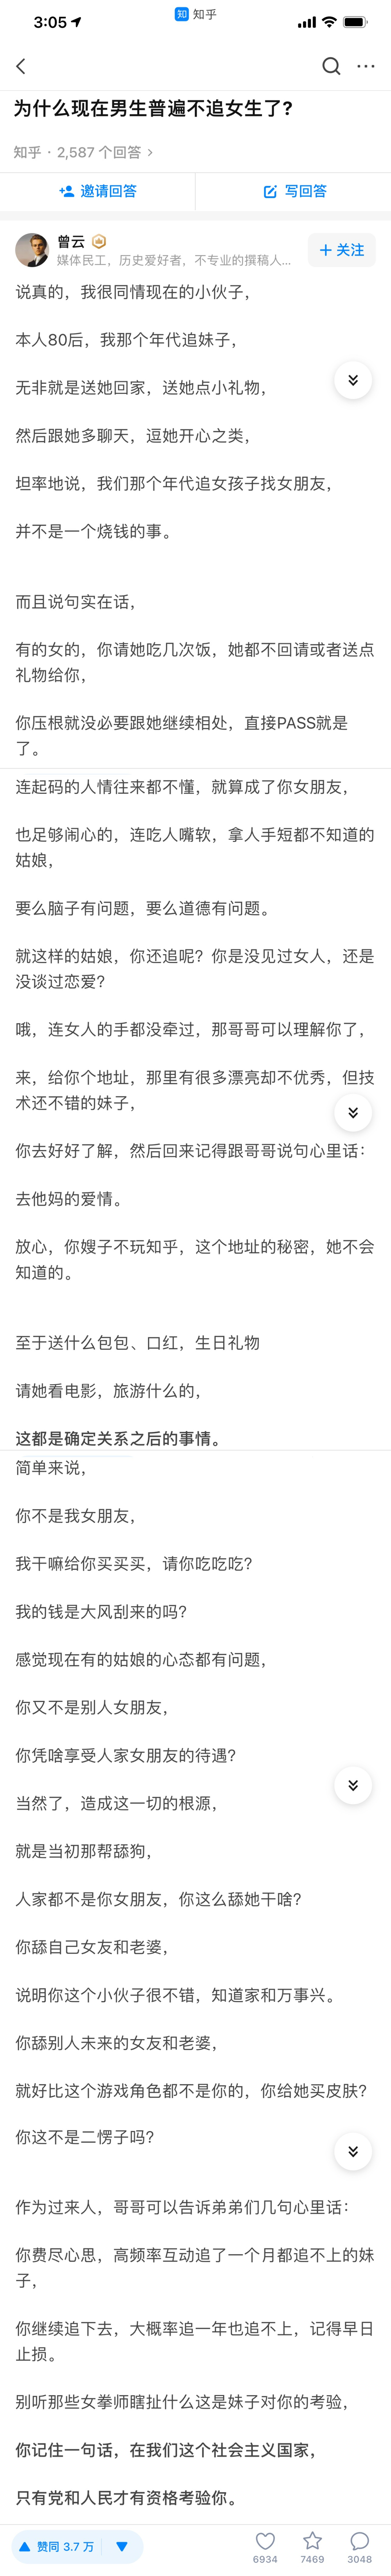 3:05
知 知乎
为什么现在男生普遍不追女生了?
知乎 · 2,587 个回答 >
邀请回答
写回答
曾云
媒体民工，历史爱好者，不专业的撰稿人...
+ 关注
说真的，我很同情现在的小伙子，
本人80后，我那个年代追妹子，
无非就是送她回家，送她点小礼物，
然后跟她多聊天，逗她开心之类，
坦率地说，我们那个年代追女孩子找女朋友，
并不是一个烧钱的事。
而且说句实在话，
有的女的，你请她吃几次饭，她都不回请或者送点
礼物给你，
你压根就没必要跟她继续相处，直接PASS就是
了。
连起码的人情往来都不懂，就算成了你女朋友，
也足够闹心的，连吃人嘴软，拿人手短都不知道的
姑娘，
要么脑子有问题，要么道德有问题。
就这样的姑娘，你还追呢？你是没见过女人，还是
没谈过恋爱？
哦，连女人的手都没牵过，那哥哥可以理解你了，
来，给你个地址，那里有很多漂亮却不优秀，但技
术还不错的妹子，
你去好好了解，然后回来记得跟哥哥说句心里话：
去他妈的爱情。
放心，你嫂子不玩知乎，这个地址的秘密，她不会
知道的。
至于送什么包包、口红，生日礼物
请她看电影，旅游什么的，
这都是确定关系之后的事情。
简单来说，
你不是我女朋友，
我干嘛给你买买买，请你吃吃吃？
我的钱是大风刮来的吗？
感觉现在有的姑娘的心态都有问题，
你又不是别人女朋友，
你凭啥享受人家女朋友的待遇？
当然了，造成这一切的根源，
就是当初那帮舔狗，
人家都不是你女朋友，你这么舔她干啥？
你舔自己女友和老婆，
说明你这个小伙子很不错，知道家和万事兴。
你舔别人未来的女友和老婆，
就好比这个游戏角色都不是你的，你给她买皮肤？
你这不是二愣子吗？
作为过来人，哥哥可以告诉弟弟们几句心里话：
你费尽心思，高频率互动追了一个月都追不上的妹
子，
你继续追下去，大概率追一年也追不上，记得早日
止损。
别听那些女拳师瞎扯什么这是妹子对你的考验，
你记住一句话，在我们这个社会主义国家，
只有党和人民才有资格考验你。
赞同 3.7 万
6934
7469
3048